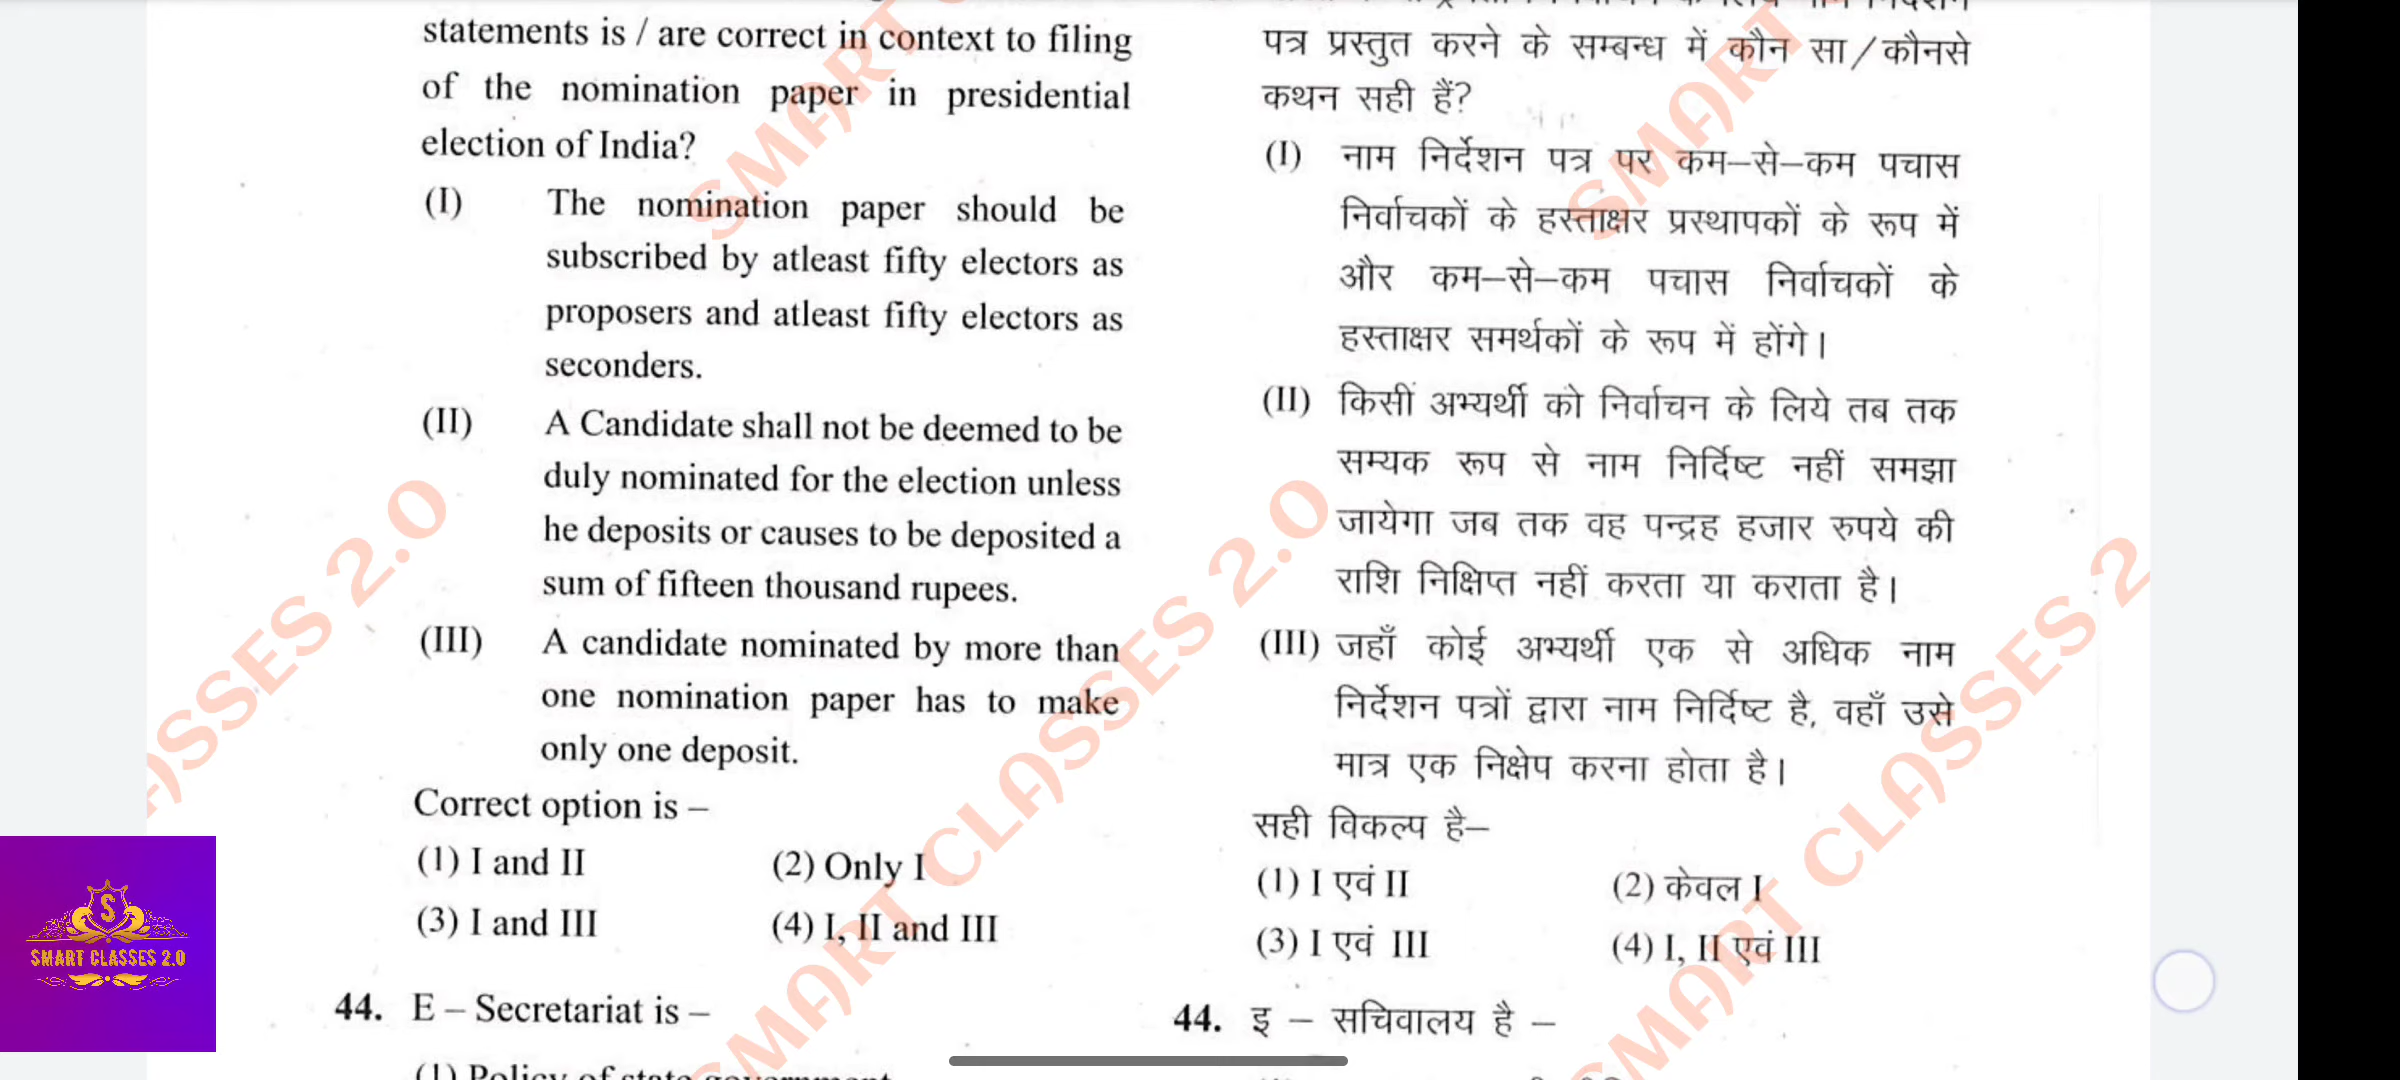 statements is / are correct in context to filing
of the nomination paper in presidential
election of India?
(I) The nomination paper should be
subscribed by atleast fifty electors as
proposers and atleast fifty electors as
seconders.
(II) A Candidate shall not be deemed to be
duly nominated for the election unless
he deposits or causes to be deposited a
sum of fifteen thousand rupees.
(III) A candidate nominated by more than
one nomination paper has to make
only one deposit.
Correct option is –
(1) I and II (2) Only I
(3) I and III (4) I, II and III
44. E – Secretariat is –
(1) Policy of state government
पत्र प्रस्तुत करने के सम्बन्ध में कौन सा / कौनसे
कथन सही हैं?
(I) नाम निर्देशन पत्र पर कम–से–कम पचास
निर्वाचकों के हस्ताक्षर प्रस्थापकों के रूप में
और कम–से–कम पचास निर्वाचकों के
हस्ताक्षर समर्थकों के रूप में होंगे।
(II) किसीं अभ्यर्थी को निर्वाचन के लिये तब तक
सम्यक रूप से नाम निर्दिष्ट नहीं समझा
जायेगा जब तक वह पन्द्रह हजार रुपये की
राशि निक्षिप्त नहीं करता या कराता है।
(III) जहाँ कोई अभ्यर्थी एक से अधिक नाम
निर्देशन पत्रों द्वारा नाम निर्दिष्ट है, वहाँ उसे
मात्र एक निक्षेप करना होता है।
सही विकल्प है–
(1) I एवं II (2) केवल I
(3) I एवं III (4) I, II एवं III
44. इ – सचिवालय है –
SMART CLASSES 2.0
S
SMART CLASSES 2.0